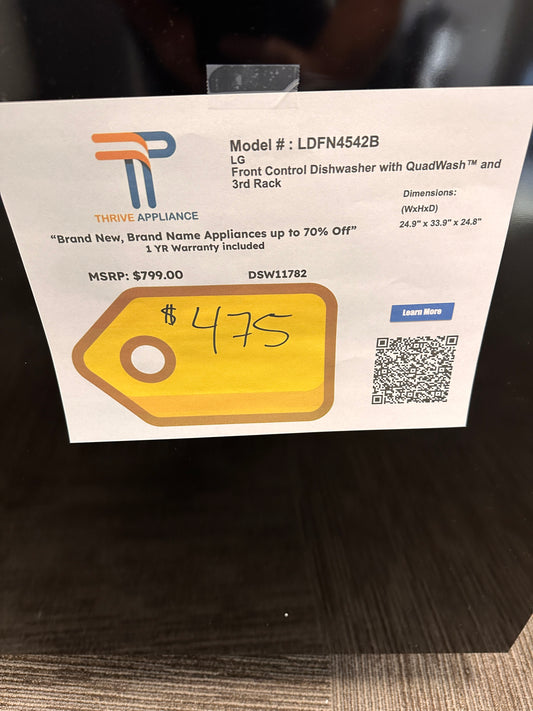 Model # : LDFN4542B
LG
Front Control Dishwasher with QuadWash™ and
3rd Rack
THRIVE APPLIANCE
Dimensions:
(WxHxD)
24.9" x 33.9" x 24.8"
“Brand New, Brand Name Appliances up to 70% Off”
1 YR Warranty included
MSRP: $799.00
DSW11782
$ 475
Learn More